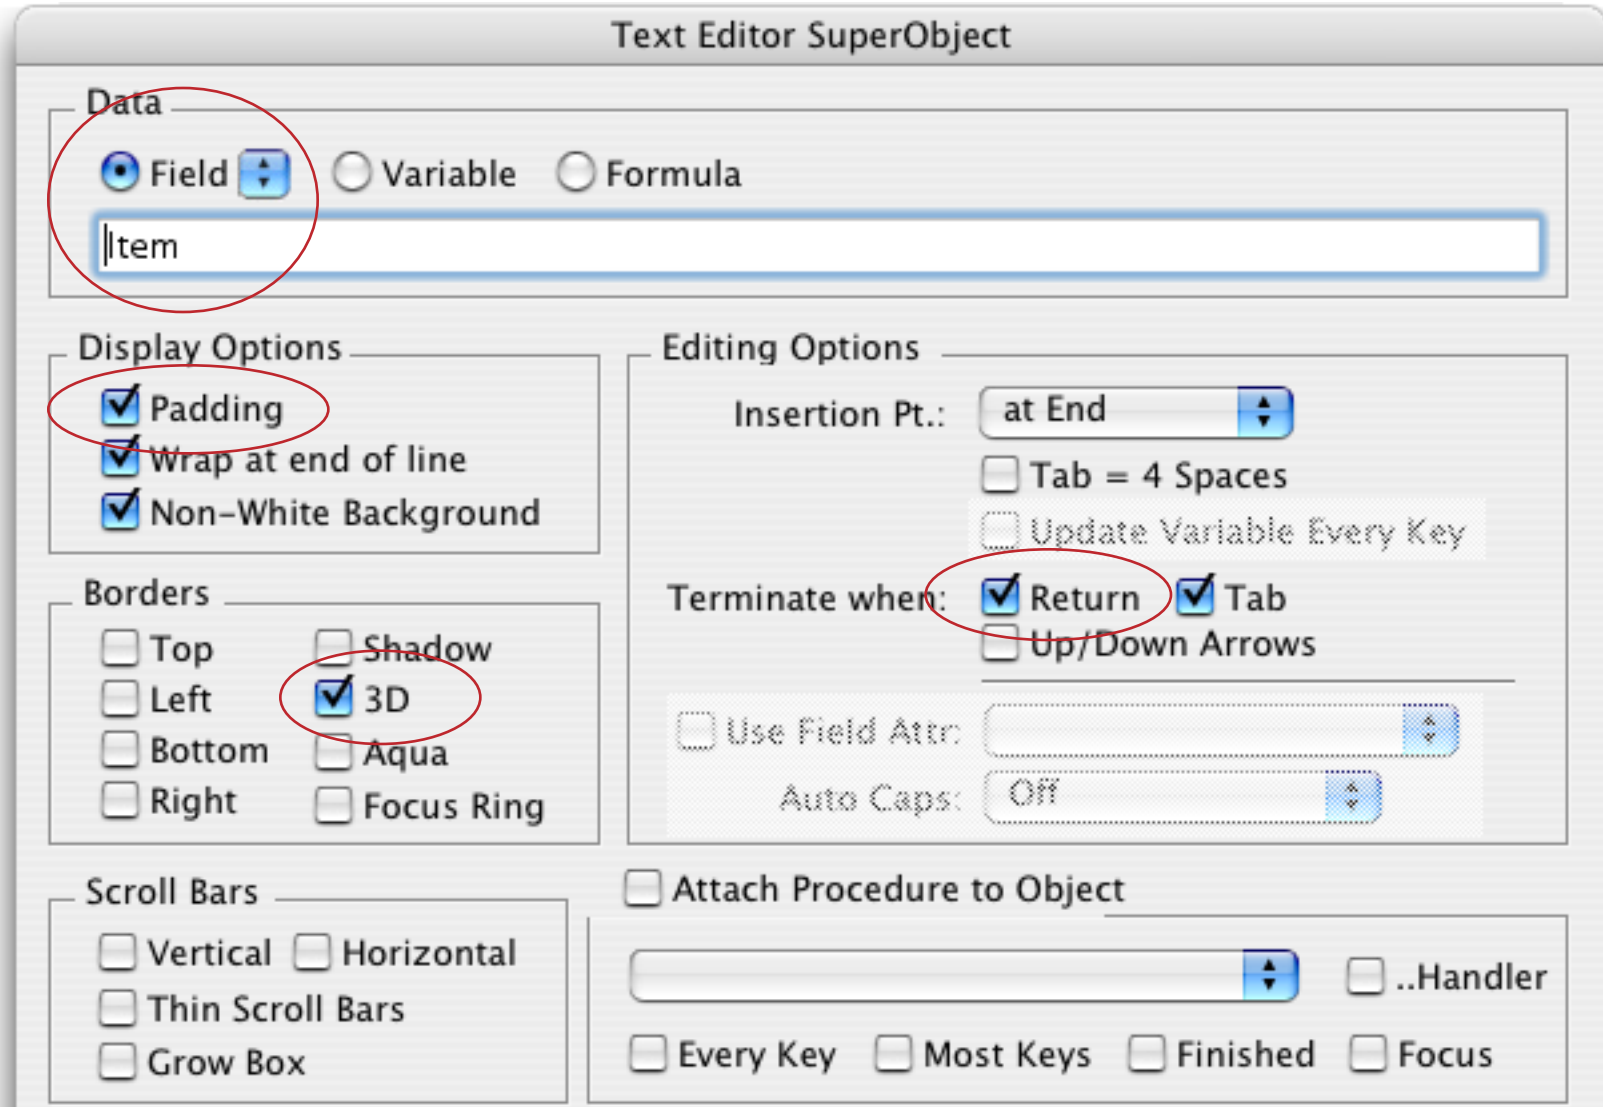 Text Editor SuperObject
Data
Field Variable Formula
Item
Display Options
Padding
Wrap at end of line
Non-White Background
Borders
Top Shadow
Left 3D
Bottom Aqua
Right Focus Ring
Editing Options
Insertion Pt.: at End
Tab = 4 Spaces
Update Variable Every Key
Terminate when: Return Tab
Up/Down Arrows
Use Field Attr:
Auto Caps: Off
Scroll Bars
Vertical Horizontal
Thin Scroll Bars
Grow Box
Attach Procedure to Object
..Handler
Every Key Most Keys Finished Focus